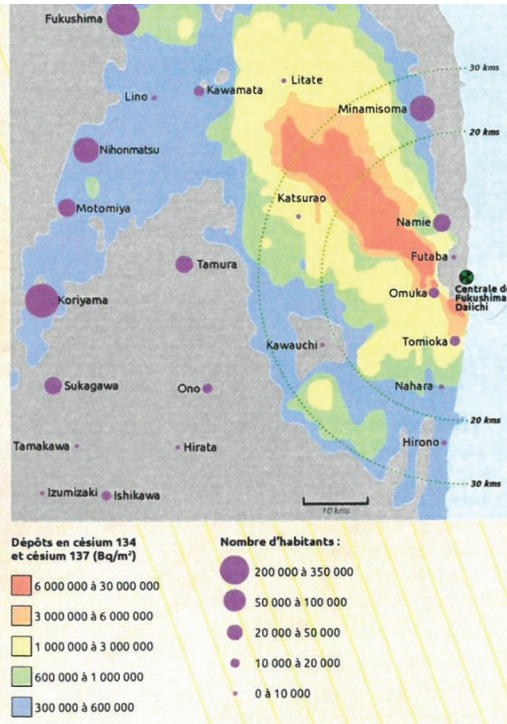 Fukushima
30 kms
Litate
Kawamata
Lino
Minamisoma
20 kms
Nihonmatsu
Katsurao
Motomiya
Namie
Futaba
Tamura
Centrale de
Fukushima
Daiichi
Omuka
Koriyama
Kawauchi
Tomioka
Sukagawa
Ono
Nahara
20 kms
Tamakawa
Hirata
Hirono
30 kms
Izumizaki
Ishikawa
10 kms
Dépôts en césium 134
et césium 137 (Bq/m²)
6 000 000 à 30 000 000
3 000 000 à 6 000 000
1 000 000 à 3 000 000
600 000 à 1 000 000
300 000 à 600 000
Nombre d'habitants :
200 000 à 350 000
50 000 à 100 000
20 000 à 50 000
10 000 à 20 000
0 à 10 000